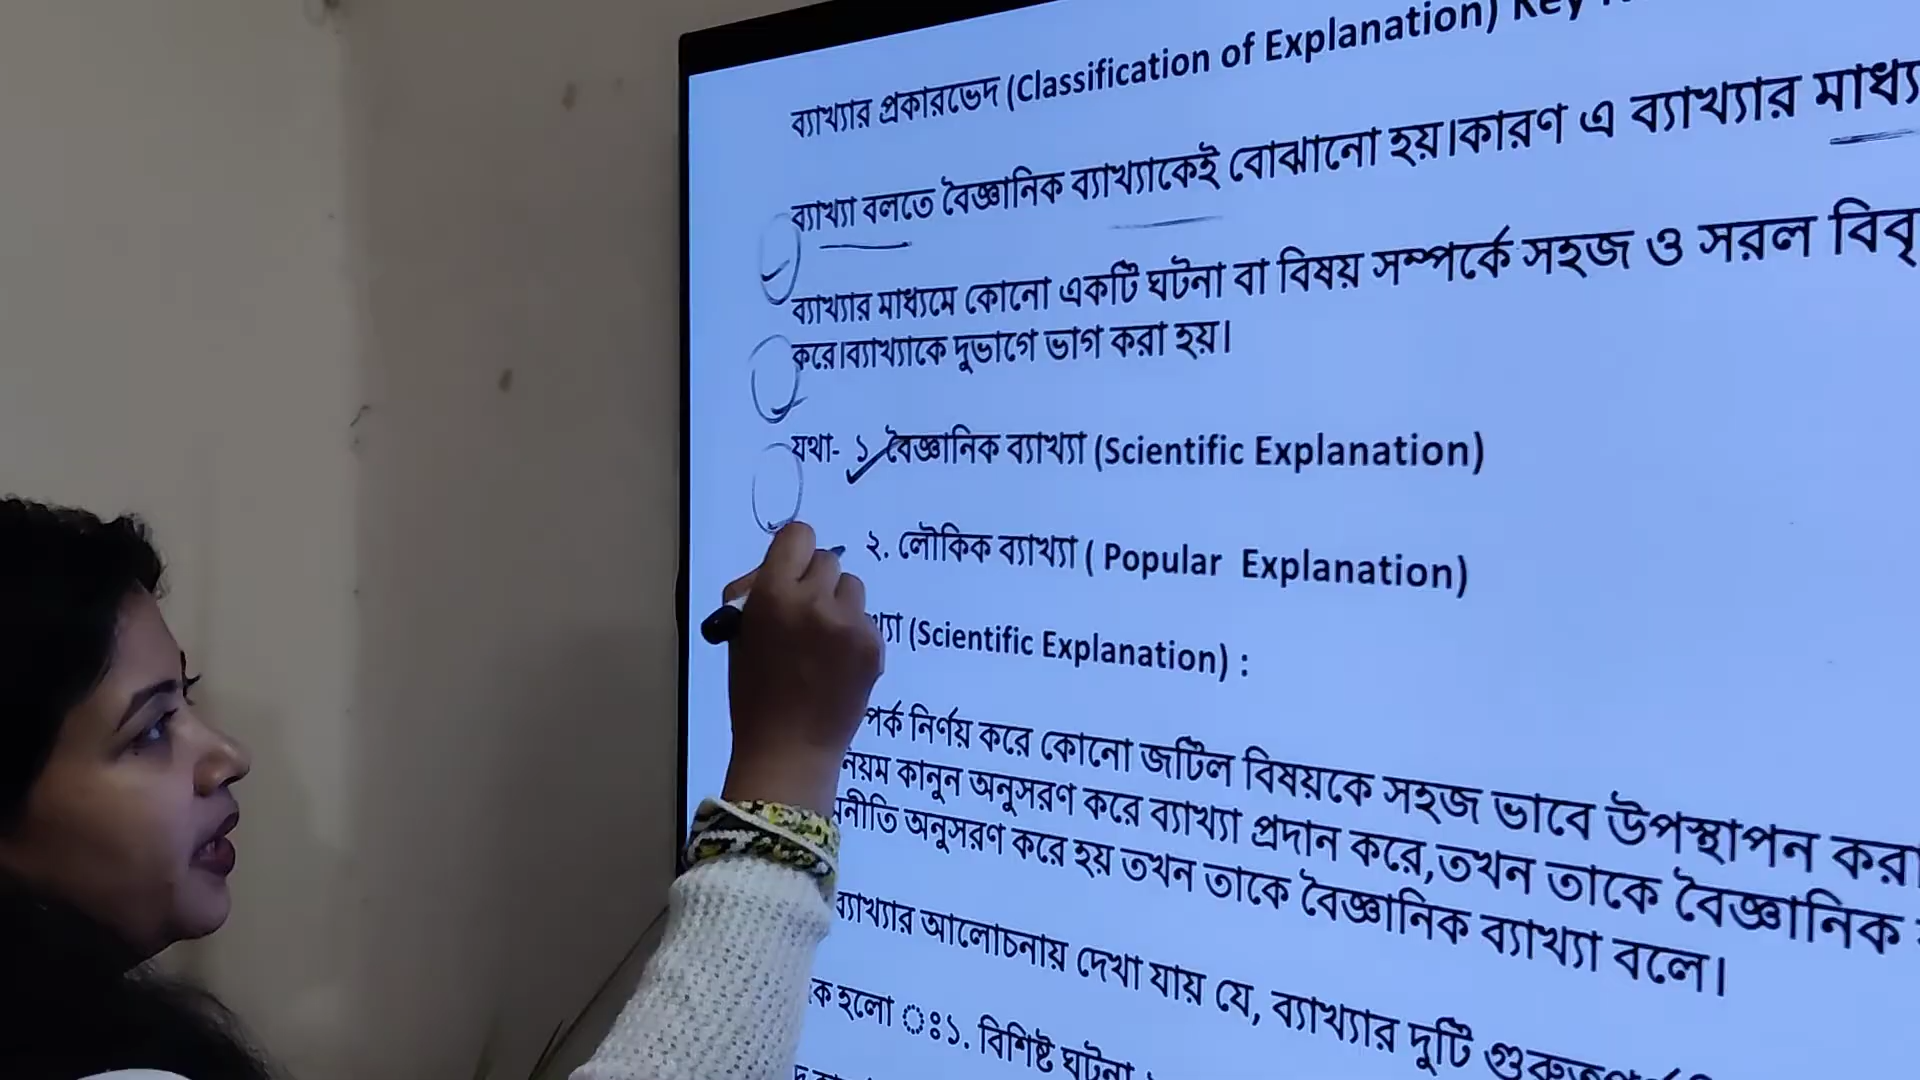 ব্যাখ্যার প্রকারভেদ (Classification of Explanation) Key
ব্যাখ্যা বলতে বৈজ্ঞানিক ব্যাখ্যাকেই বোঝানো হয়।কারণ এ ব্যাখ্যার
ব্যাখ্যার মাধ্যমে কোনো একটি ঘটনা বা বিষয় সম্পর্কে সহজ ও সরল
করে।ব্যাখ্যাকে দুভাগে ভাগ করা হয়।
যথা- ১ বৈজ্ঞানিক ব্যাখ্যা (Scientific Explanation)
২. লৌকিক ব্যাখ্যা ( Popular Explanation)
(Scientific Explanation) :
নির্ণয় করে কোনো জটিল বিষয়কে সহজ ভাবে উপস্থাপন
কানুন অনুসরণ করে ব্যাখ্যা প্রদান করে,তখন তাকে বৈজ্ঞানিক
অনুসরণ করে হয় তখন তাকে বৈজ্ঞানিক ব্যাখ্যা বলে।
ব্যাখ্যার আলোচনায় দেখা যায় যে, ব্যাখ্যার দুটি
হলো ঃ১. বিশিষ্ট ঘটনা